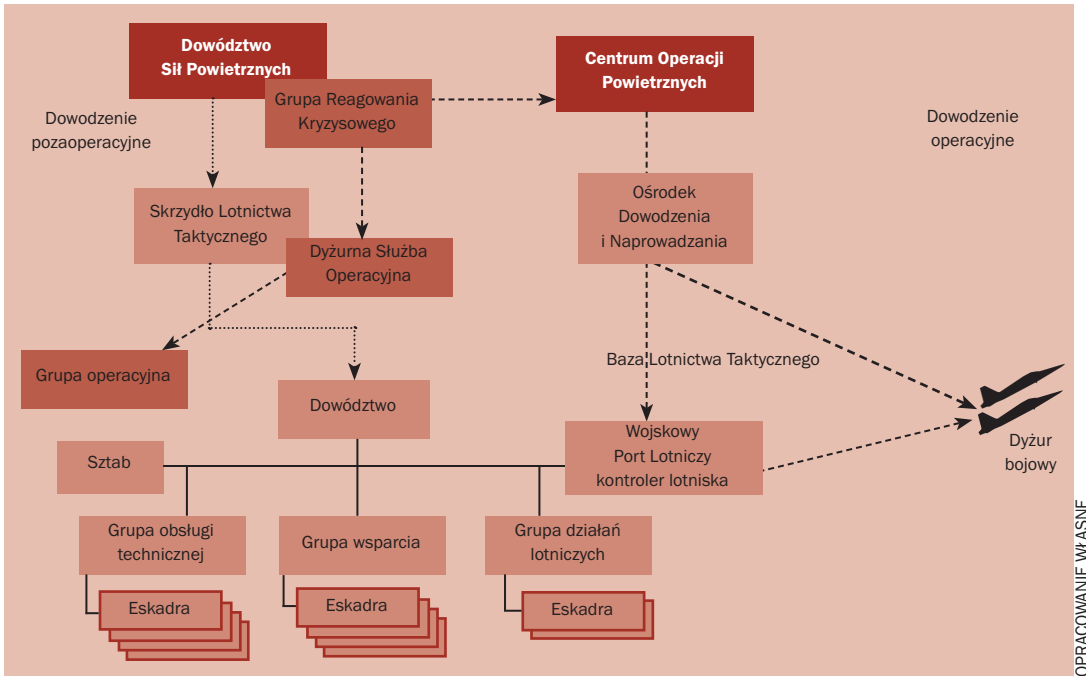 Dowództwo
Sił Powietrznych
Centrum Operacji
Powietrznych
Grupa Reagowania
Kryzysowego
Dowodzenie
pozaoperacyjne
Dowodzenie
operacyjne
Skrzydło Lotnictwa
Taktycznego
Ośrodek
Dowodzenia
i Naprowadzania
Dyżurna Służba
Operacyjna
Grupa operacyjna
Baza Lotnictwa Taktycznego
Dowództwo
Wojskowy
Port Lotniczy
kontroler lotniska
Dyżur
bojowy
Sztab
Grupa obsługi
technicznej
Grupa wsparcia
Grupa działań
lotniczych
Eskadra
Eskadra
Eskadra
OPRACOWANIE WŁASNE